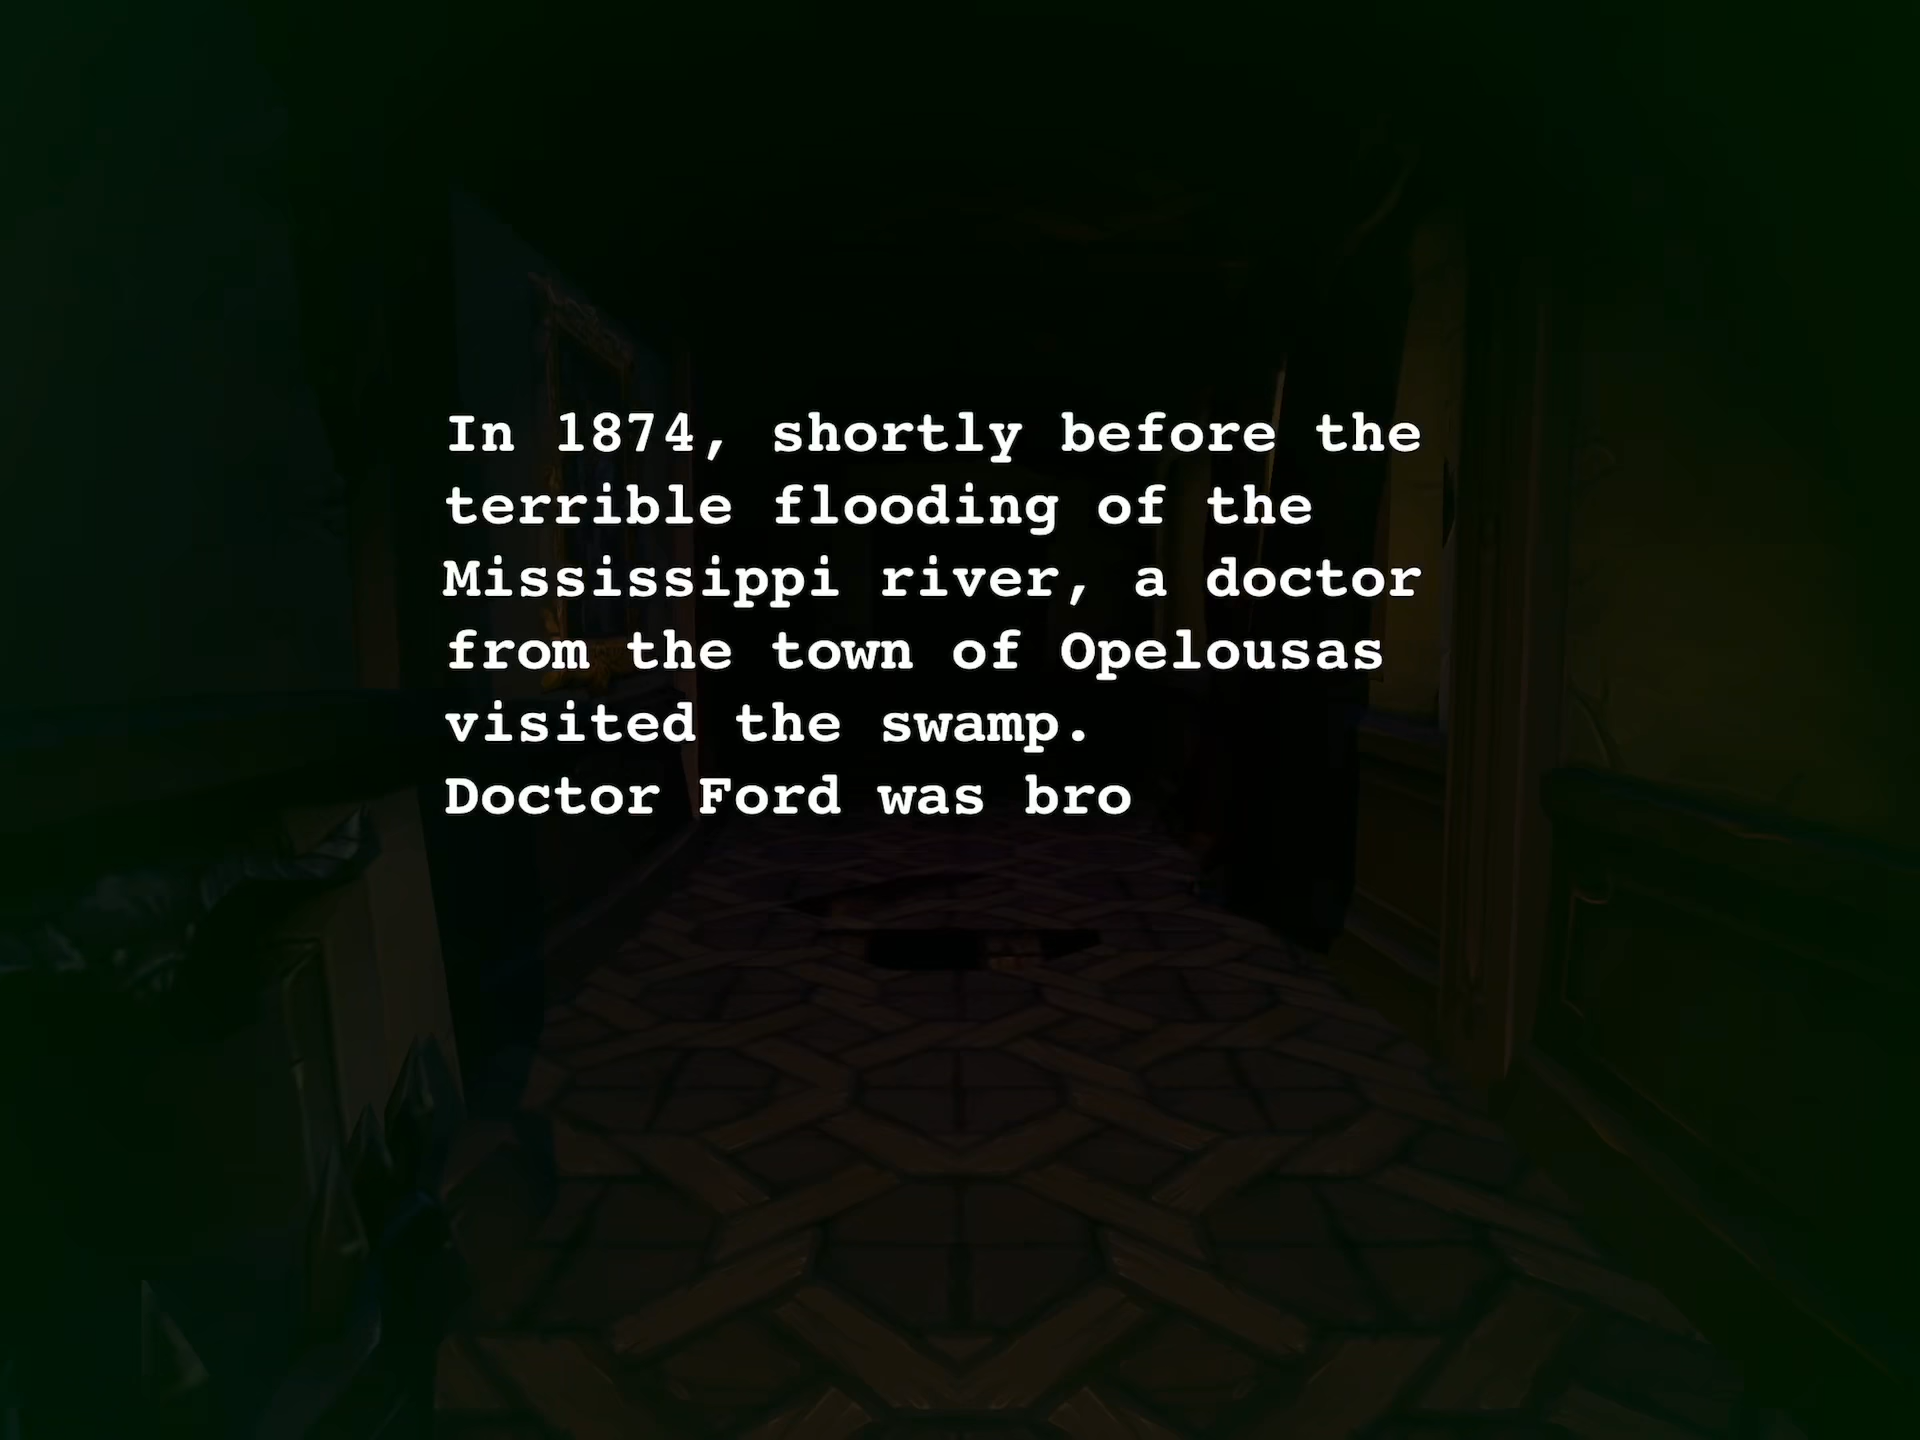 In 1874, shortly before the
terrible flooding of the
Mississippi river, a doctor
from the town of Opelousas
visited the swamp.
Doctor Ford was bro